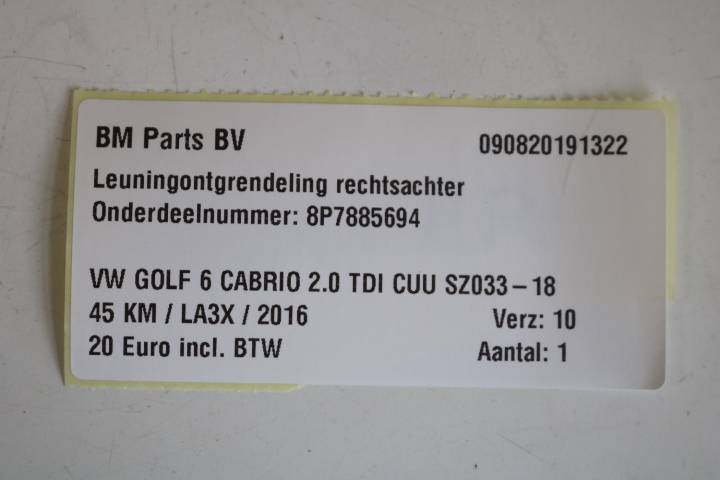 BM Parts BV 090820191322
Leuningontgrendeling rechtsachter
Onderdeelnummer: 8P7885694
VW GOLF 6 CABRIO 2.0 TDI CUU SZ033-18
45 KM / LA3X / 2016 Verz: 10
20 Euro incl. BTW Aantal: 1